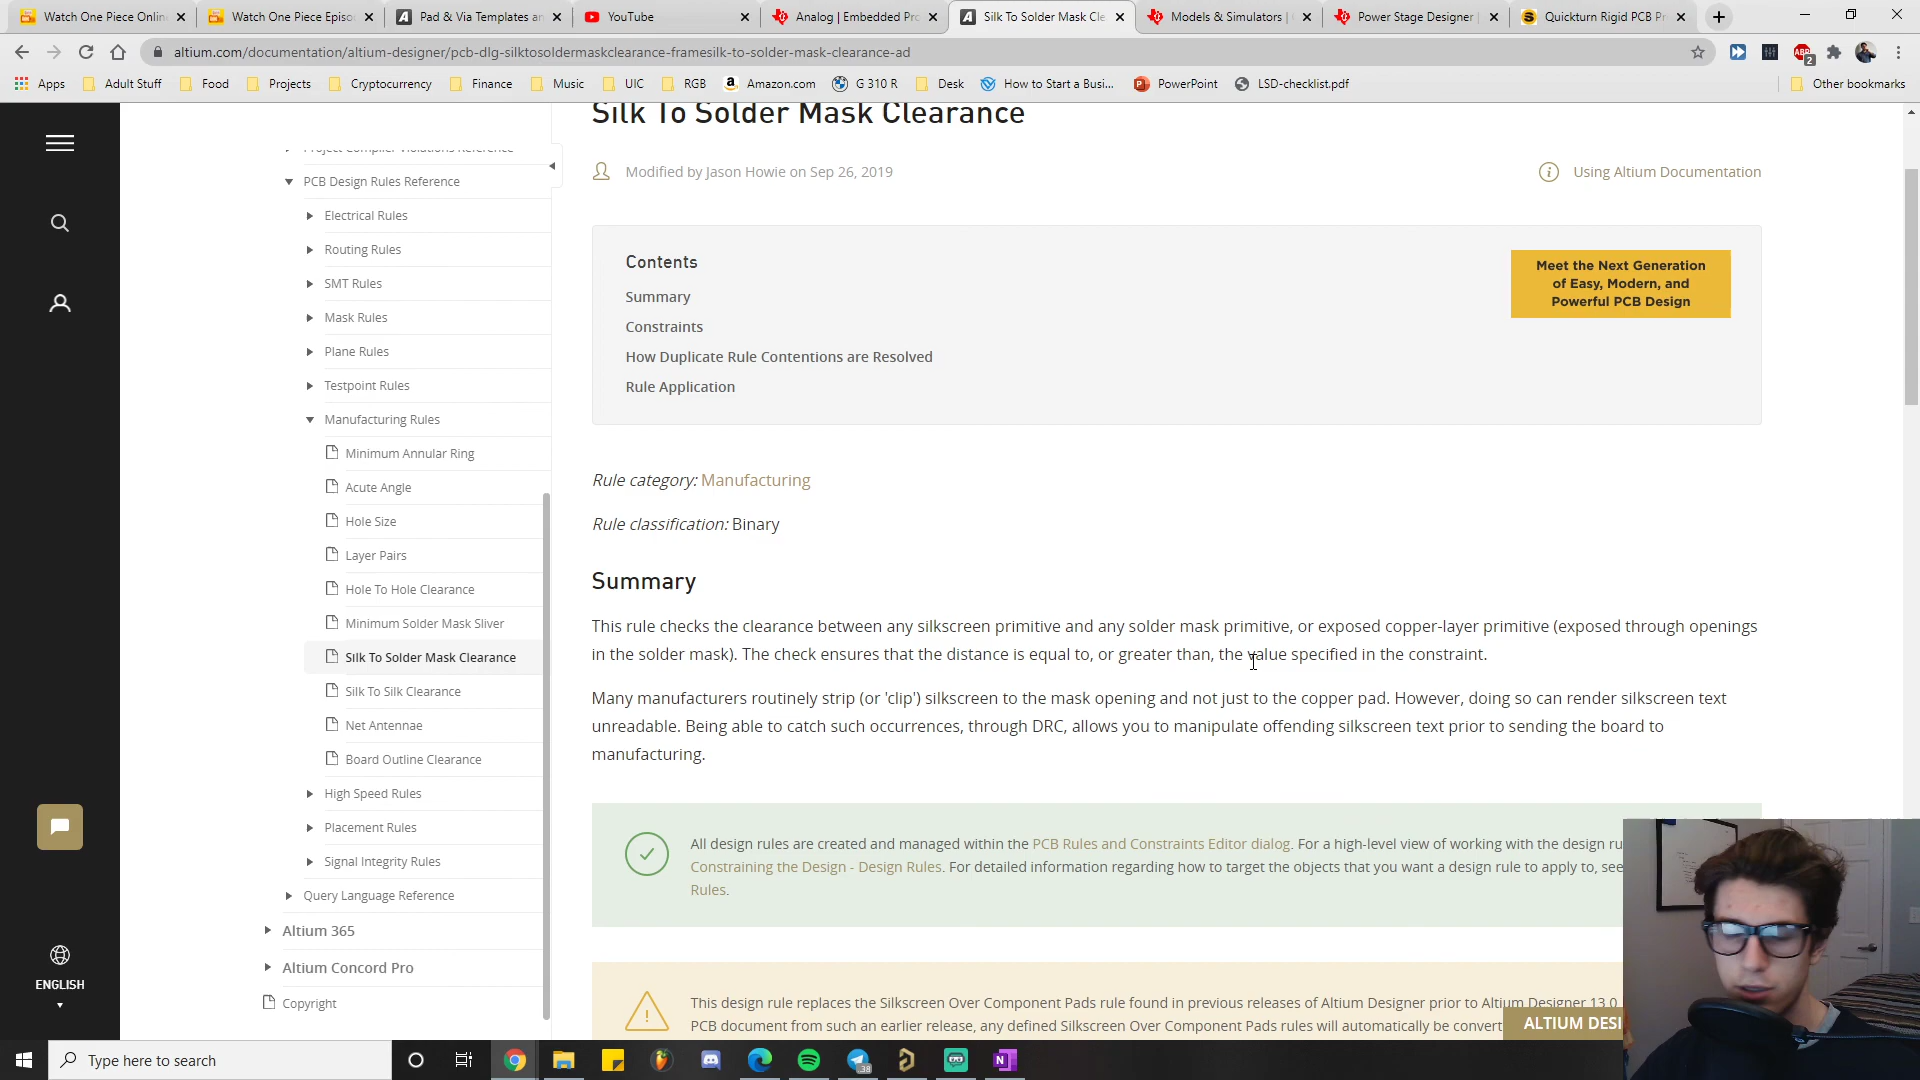 Watch One Piece Onlin
Watch One Piece Episo
Pad & Via Templates an
YouTube
Analog | Embedded Pro
Silk To Solder Mask Cle
Models & Simulators |
Power Stage Designer
Quickturn Rigid PCB Pr
altium.com/documentation/altium-designer/pcb-dlg-silktosoldermaskclearance-framesilk-to-solder-mask-clearance-ad
ABP
2
Apps
Adult Stuff
Food
Projects
Cryptocurrency
Finance
Music
UIC
RGB
Amazon.com
G 310 R
Desk
How to Start a Busi...
PowerPoint
LSD-checklist.pdf
Other bookmarks
Project Compiler Violations Reference
PCB Design Rules Reference
Electrical Rules
Routing Rules
SMT Rules
Mask Rules
Plane Rules
Testpoint Rules
Manufacturing Rules
Minimum Annular Ring
Acute Angle
Hole Size
Layer Pairs
Hole To Hole Clearance
Minimum Solder Mask Sliver
Silk To Solder Mask Clearance
Silk To Silk Clearance
Net Antennae
Board Outline Clearance
High Speed Rules
Placement Rules
Signal Integrity Rules
Query Language Reference
Altium 365
Altium Concord Pro
Copyright
ENGLISH
Silk To Solder Mask Clearance
Modified by Jason Howie on Sep 26, 2019
Using Altium Documentation
Contents
Summary
Constraints
How Duplicate Rule Contentions are Resolved
Rule Application
Meet the Next Generation
of Easy, Modern, and
Powerful PCB Design
Rule category: Manufacturing
Rule classification: Binary
Summary
This rule checks the clearance between any silkscreen primitive and any solder mask primitive, or exposed copper-layer primitive (exposed through openings
in the solder mask). The check ensures that the distance is equal to, or greater than, the value specified in the constraint.
Many manufacturers routinely strip (or 'clip') silkscreen to the mask opening and not just to the copper pad. However, doing so can render silkscreen text
unreadable. Being able to catch such occurrences, through DRC, allows you to manipulate offending silkscreen text prior to sending the board to
manufacturing.
All design rules are created and managed within the PCB Rules and Constraints Editor dialog. For a high-level view of working with the design ru
Constraining the Design - Design Rules. For detailed information regarding how to target the objects that you want a design rule to apply to, see
Rules.
This design rule replaces the Silkscreen Over Component Pads rule found in previous releases of Altium Designer prior to Altium Designer 13.0
PCB document from such an earlier release, any defined Silkscreen Over Component Pads rules will automatically be convert
ALTIUM DESI
Type here to search
38
N